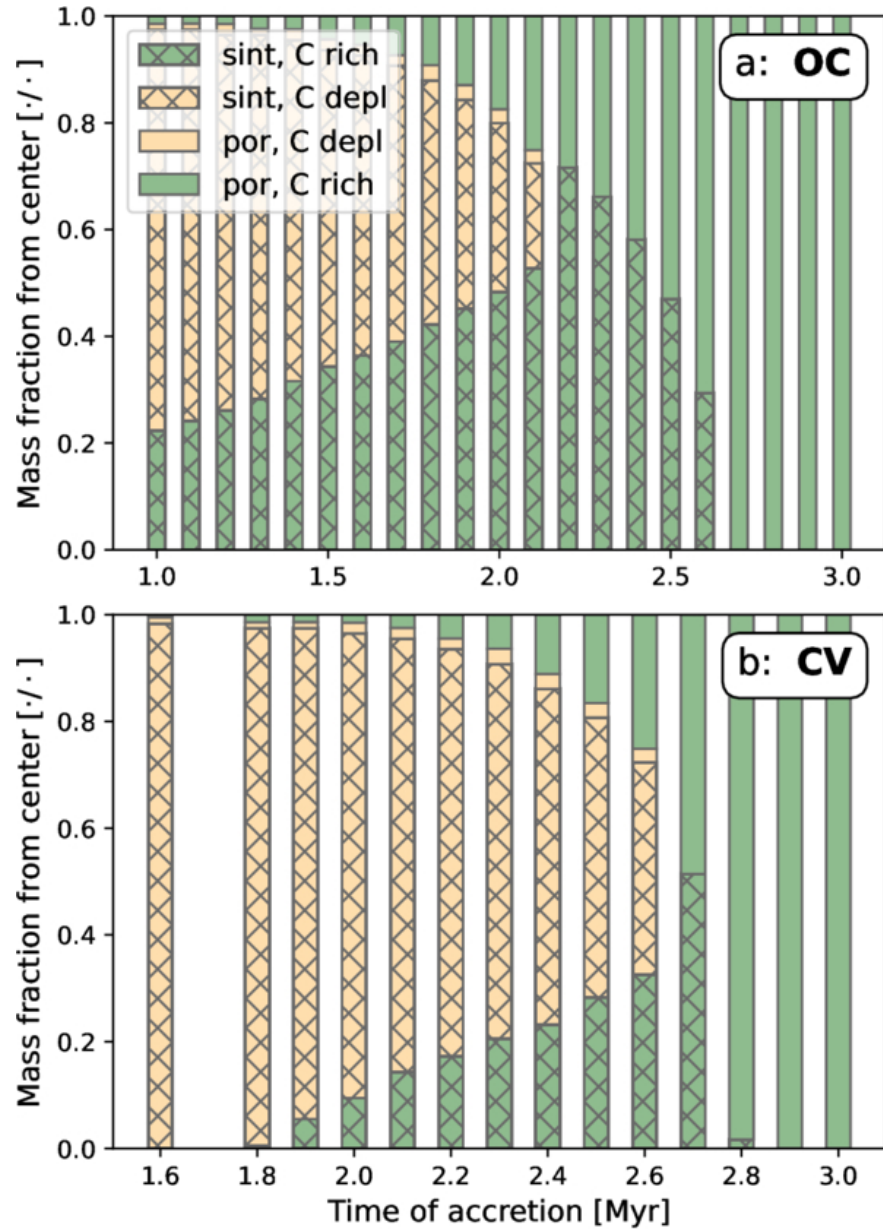 Mass fraction from center [·/·]
1.0
0.8
0.6
0.4
0.2
0.0
sint, C rich
sint, C depl
por, C depl
por, C rich
a: OC
1.0 1.5 2.0 2.5 3.0
Mass fraction from center [·/·]
1.0
0.8
0.6
0.4
0.2
0.0
b: CV
1.6 1.8 2.0 2.2 2.4 2.6 2.8 3.0
Time of accretion [Myr]